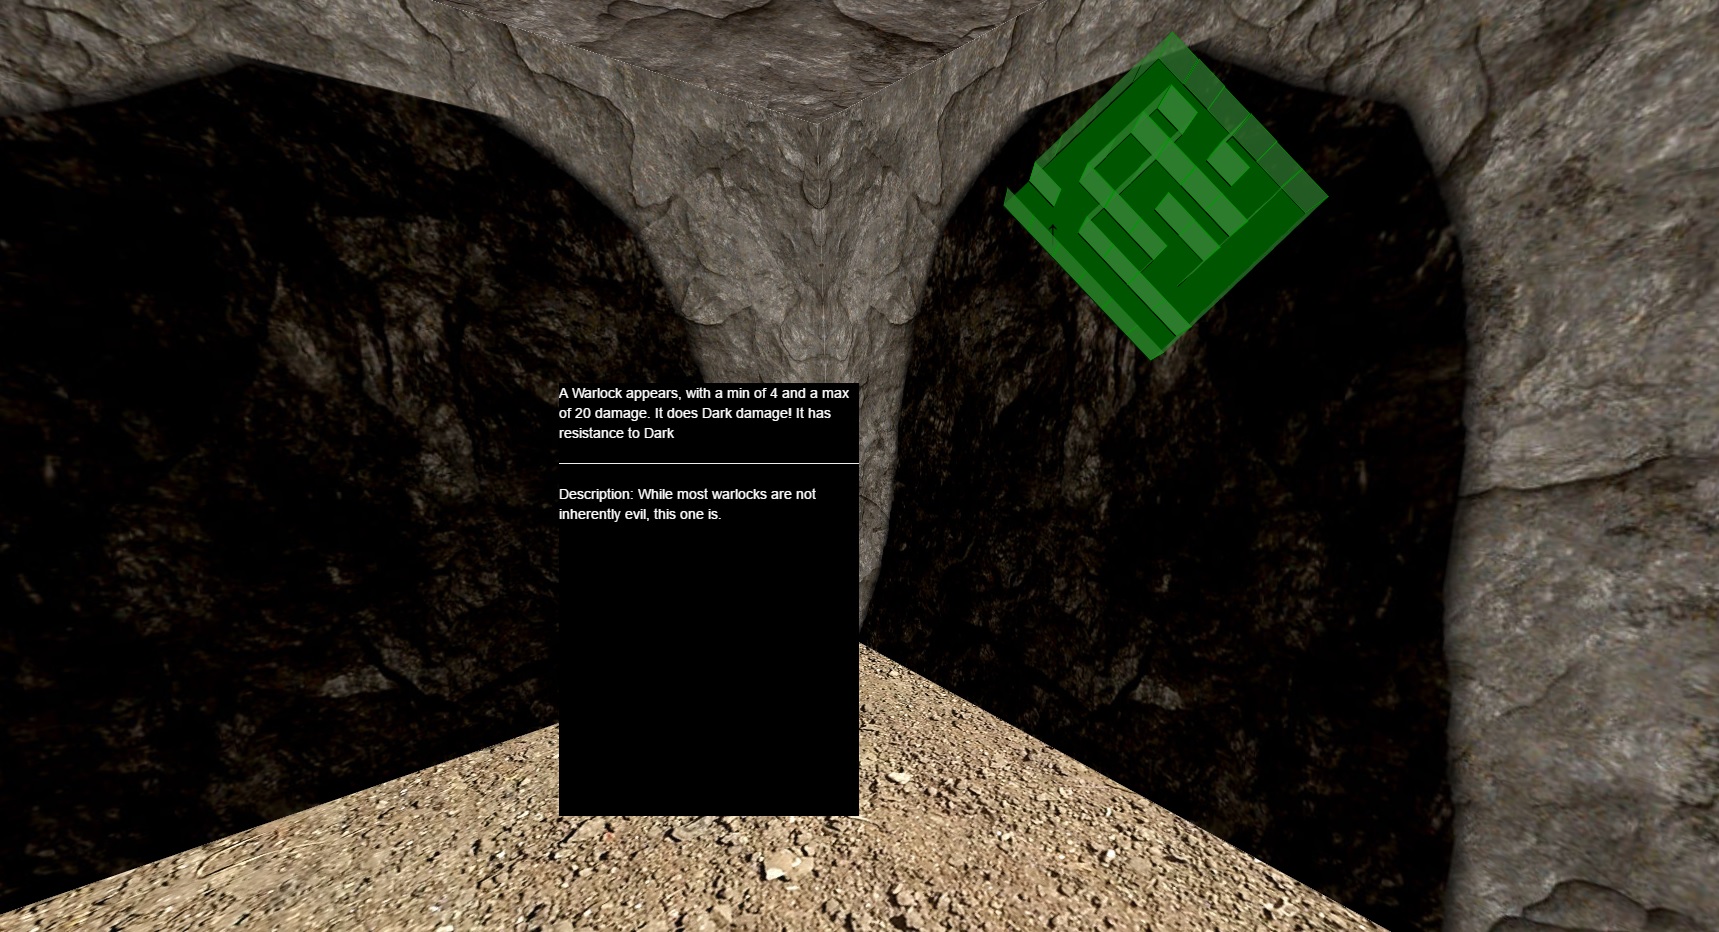 A Warlock appears, with a min of 4 and a max
of 20 damage. It does Dark damage! It has
resistance to Dark
Description: While most warlocks are not
inherently evil, this one is.